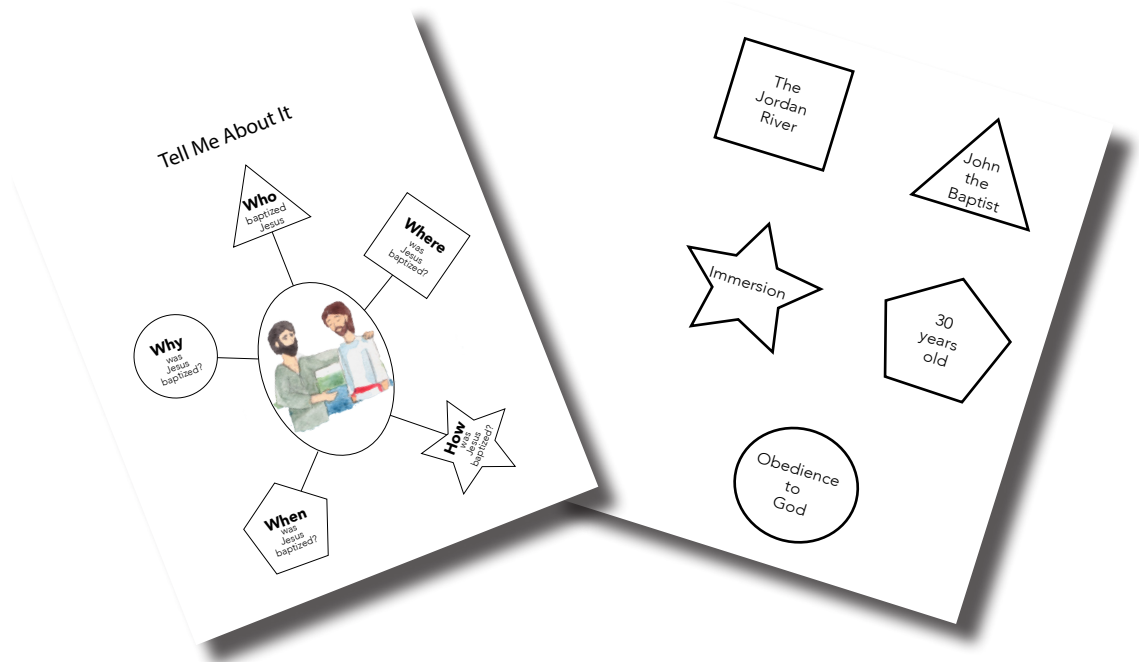 Tell Me About It
Who
baptized
Jesus
Where
was
Jesus
baptized?
Why
was
Jesus
baptized?
How
was
Jesus
baptized?
When
was
Jesus
baptized?
The
Jordan
River
John
the
Baptist
Immersion
30
years
old
Obedience
to
God